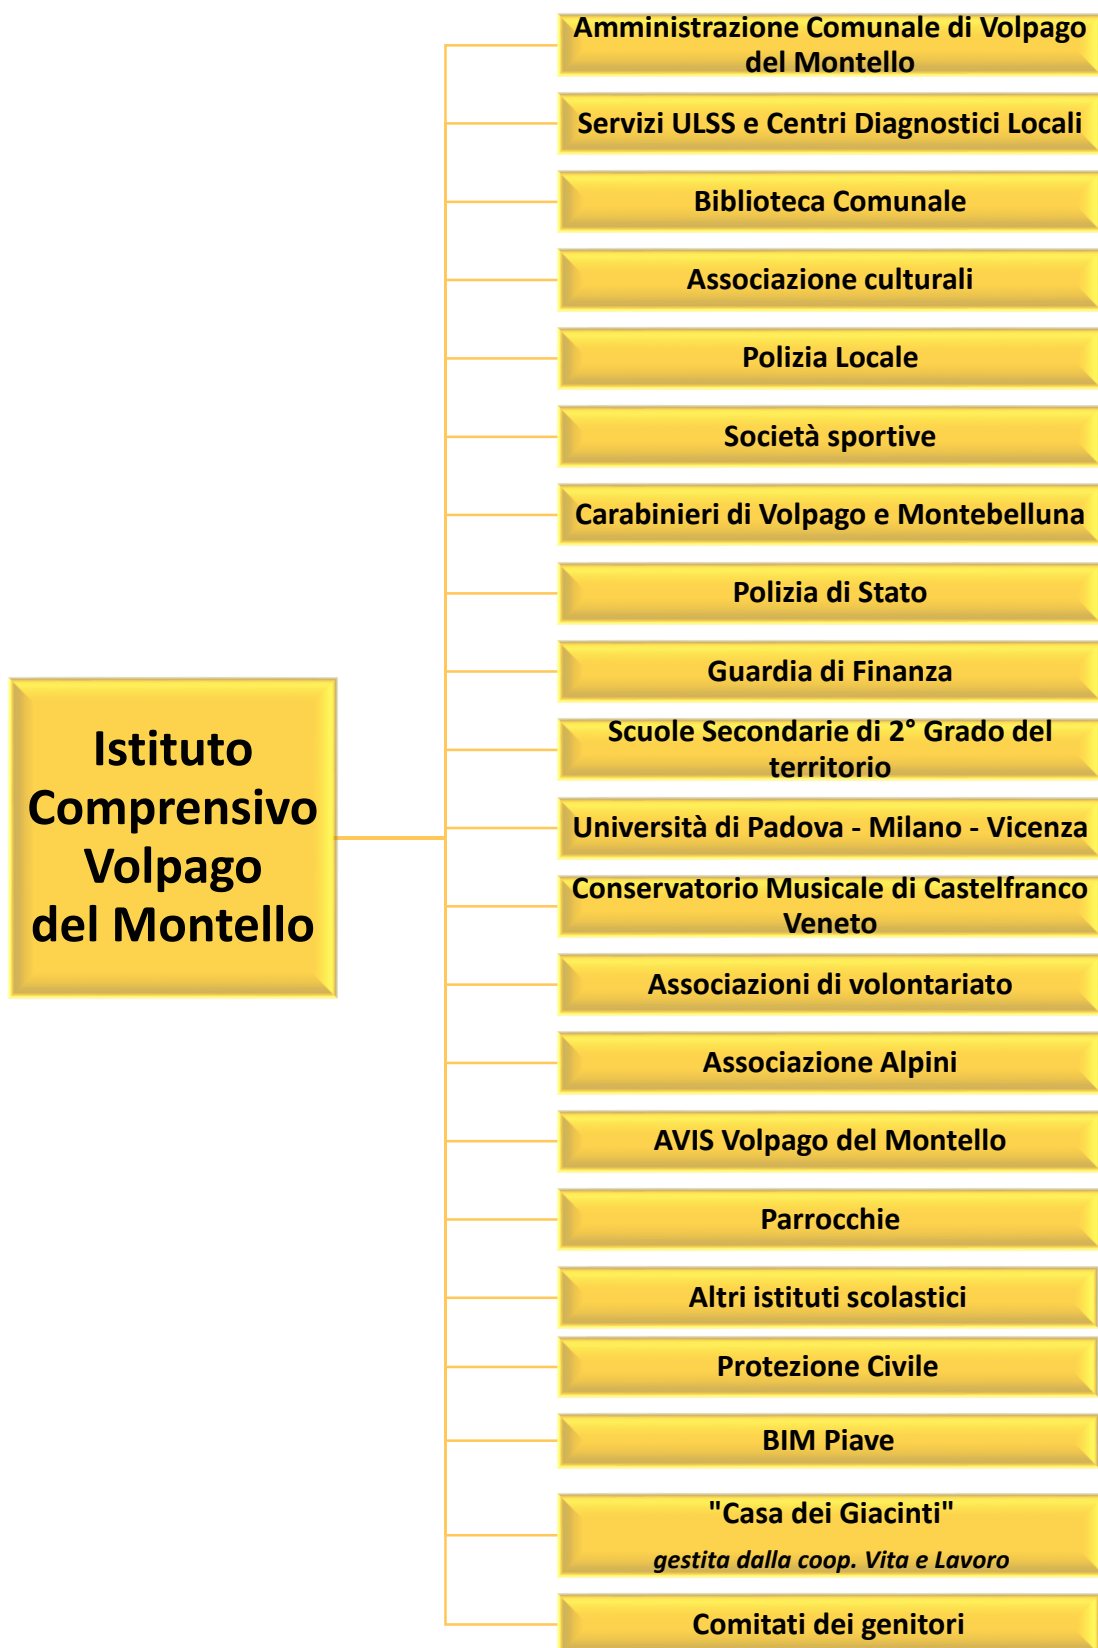 Amministrazione Comunale di Volpago
del Montello
Servizi ULSS e Centri Diagnostici Locali
Biblioteca Comunale
Associazione culturali
Polizia Locale
Società sportive
Carabinieri di Volpago e Montebelluna
Polizia di Stato
Guardia di Finanza
Istituto
Comprensivo
Volpago
del Montello
Scuole Secondarie di 2° Grado del
territorio
Università di Padova - Milano - Vicenza
Conservatorio Musicale di Castelfranco
Veneto
Associazioni di volontariato
Associazione Alpini
AVIS Volpago del Montello
Parrocchie
Altri istituti scolastici
Protezione Civile
BIM Piave
"Casa dei Giacinti"
gestita dalla coop. Vita e Lavoro
Comitati dei genitori